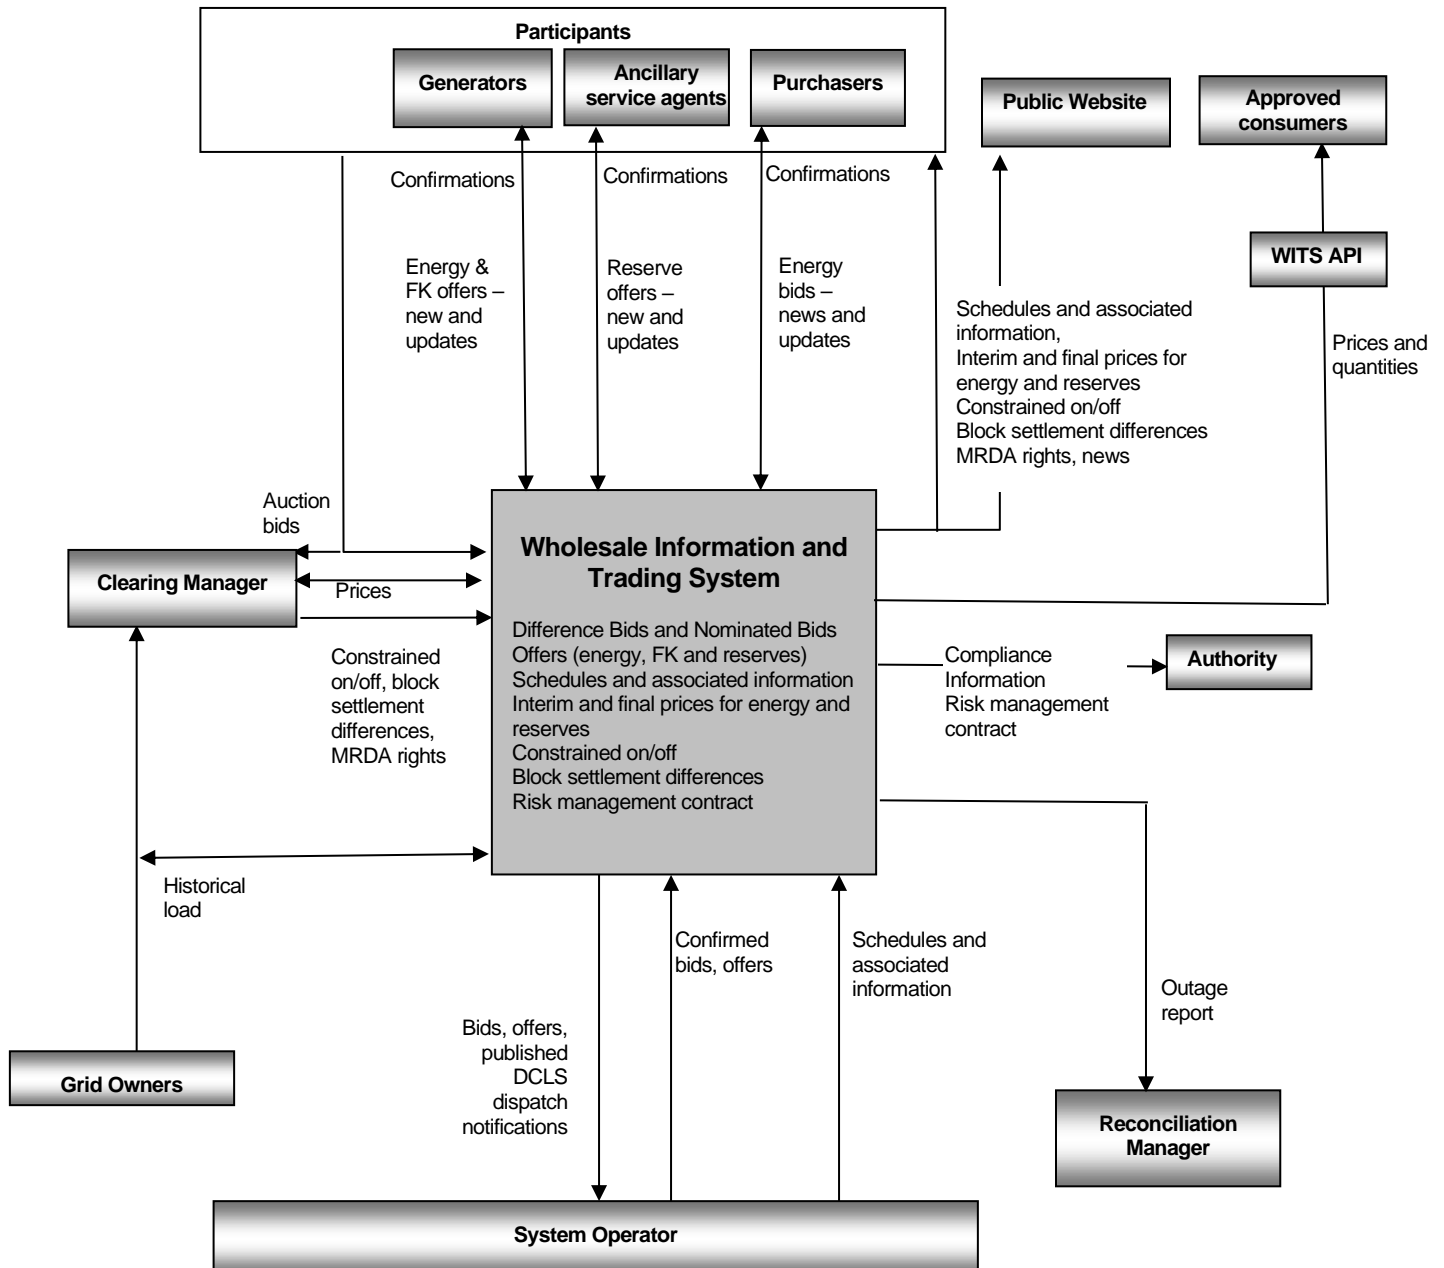 Participants
Generators
Ancillary
service agents
Purchasers
Public Website
Approved
consumers
Confirmations
Confirmations
Confirmations
WITS API
Energy &
FK offers –
new and
updates
Reserve
offers –
new and
updates
Energy
bids –
news and
updates
Schedules and associated
information,
Interim and final prices for
energy and reserves
Constrained on/off
Block settlement differences
MRDA rights, news
Prices and
quantities
Auction
bids
Clearing Manager
Prices
Constrained
on/off, block
settlement
differences,
MRDA rights
Wholesale Information and
Trading System
Difference Bids and Nominated Bids
Offers (energy, FK and reserves)
Schedules and associated information
Interim and final prices for energy and
reserves
Constrained on/off
Block settlement differences
Risk management contract
Compliance
Information
Risk management
contract
Authority
Historical
load
Confirmed
bids, offers
Schedules and
associated
information
Outage
report
Bids, offers,
published
DCLS
dispatch
notifications
Grid Owners
Reconciliation
Manager
System Operator